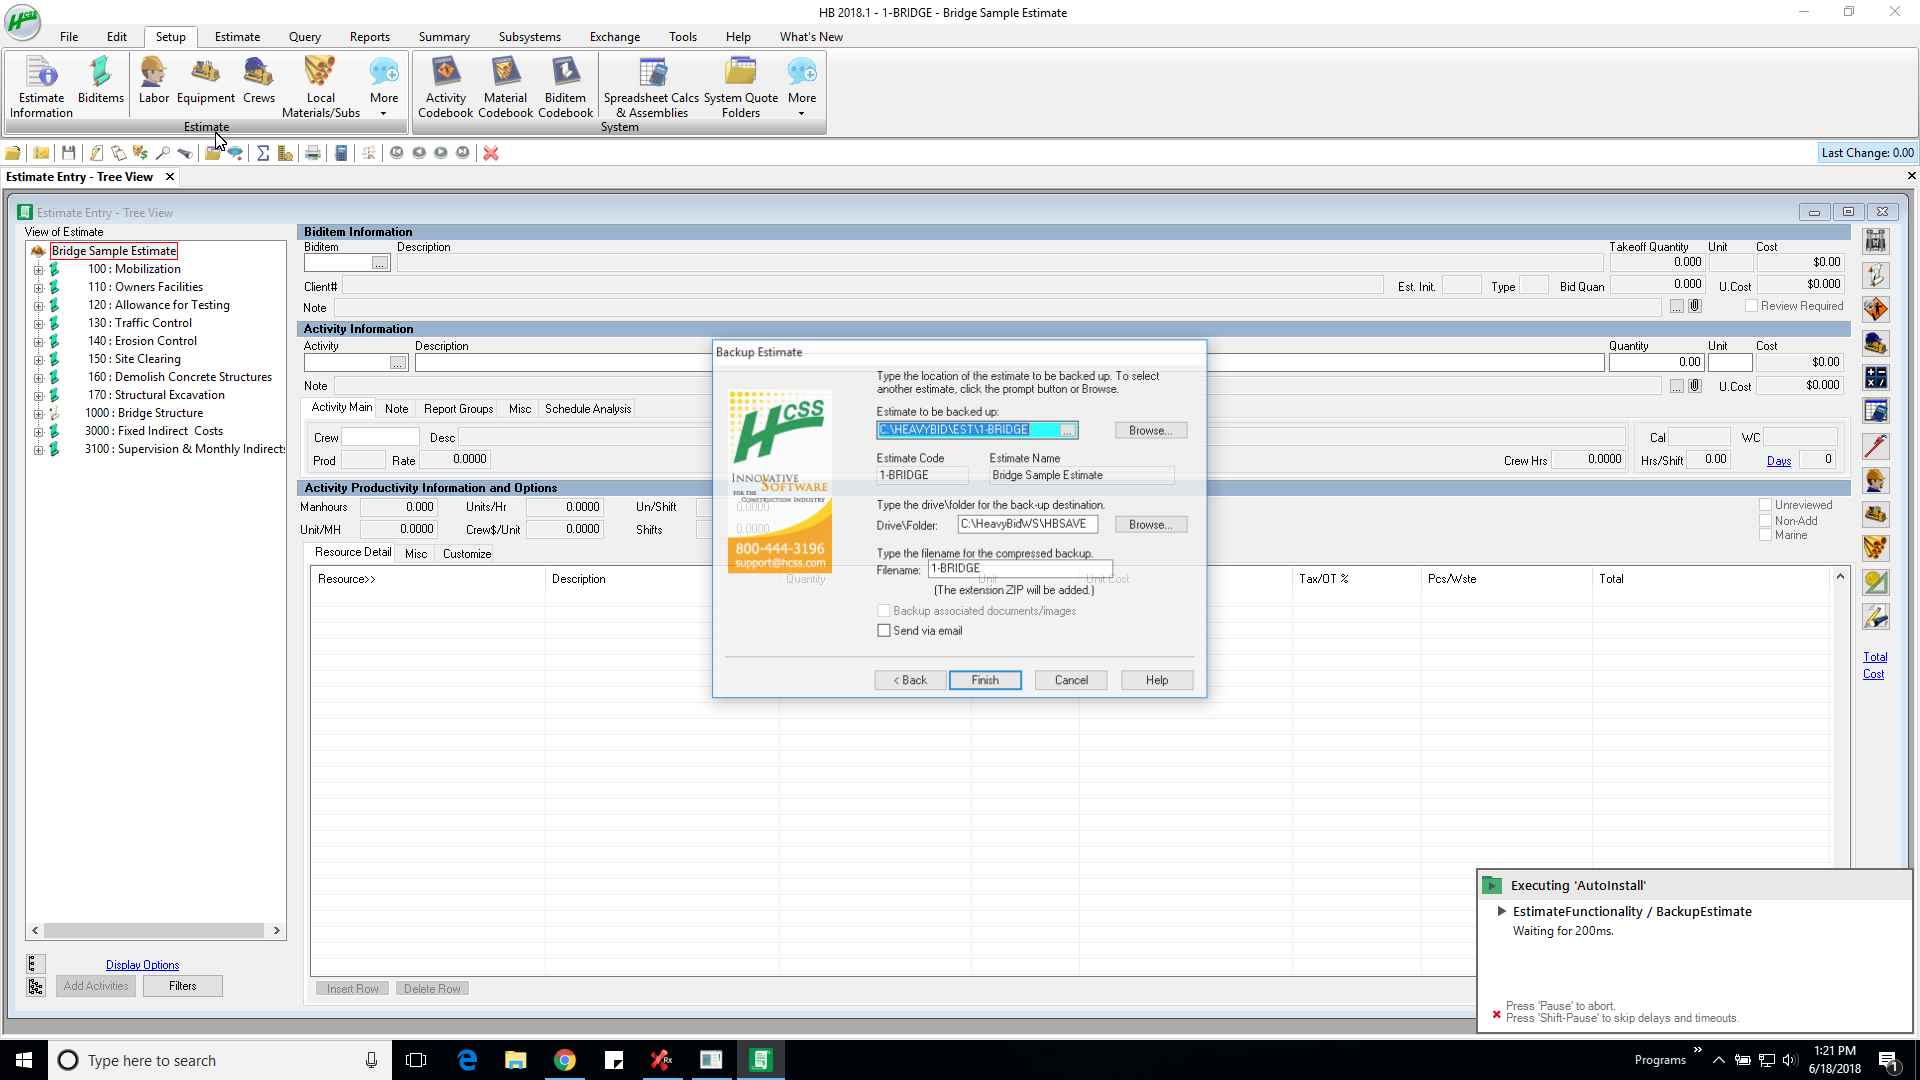 HB 2018.1 - 1-BRIDGE - Bridge Sample Estimate
File Edit Setup Estimate Query Reports Summary Subsystems Exchange Tools Help What's New
Estimate Information Biditems Labor Equipment Crews Local Materials/Subs More
Activity Codebook Material Codebook Biditem Codebook Spreadsheet Calcs & Assemblies System Quote Folders More
Estimate System
Last Change: 0.00
Estimate Entry - Tree View
Estimate Entry - Tree View
View of Estimate
Bridge Sample Estimate
100 : Mobilization
110 : Owners Facilities
120 : Allowance for Testing
130 : Traffic Control
140 : Erosion Control
150 : Site Clearing
160 : Demolish Concrete Structures
170 : Structural Excavation
1000 : Bridge Structure
3000 : Fixed Indirect Costs
3100 : Supervision & Monthly Indirects
Display Options
Add Activities Filters
Biditem Information
Biditem Description Takeoff Quantity Unit Cost
... 0.000 $0.00
Client# Est. Init. Type Bid Quan 0.000 U.Cost $0.000
Note ... Review Required
Activity Information
Activity Description Quantity Unit Cost
... 0.00 $0.00
Note ... U.Cost $0.000
Activity Main Note Report Groups Misc Schedule Analysis
Crew Desc Cal WC
Prod Rate 0.0000 Crew Hrs 0.0000 Hrs/Shift 0.00 Days 0
Activity Productivity Information and Options
Manhours 0.000 Units/Hr 0.0000 Un/Shift 0.0000 Unreviewed
Non-Add
Unit/MH 0.0000 Crew$/Unit 0.0000 Shifts 0.0000 Marine
Resource Detail Misc Customize
Resource>> Description Quantity Unit Unit Cost Tax/OT % Pcs/Wste Total
Insert Row Delete Row
Total
Cost
Backup Estimate
Type the location of the estimate to be backed up. To select
another estimate, click the prompt button or Browse.
Estimate to be backed up:
C:\HEAVYBID\EST\1-BRIDGE ... Browse...
Estimate Code Estimate Name
1-BRIDGE Bridge Sample Estimate
Type the drive\folder for the back-up destination.
Drive\Folder: C:\HeavyBidWS\HBSAVE Browse...
Type the filename for the compressed backup.
Filename: 1-BRIDGE
(The extension ZIP will be added.)
Backup associated documents/images
Send via email
< Back Finish Cancel Help
HCSS
INNOVATIVE
SOFTWARE
FOR THE
CONSTRUCTION INDUSTRY
800-444-3196
support@hcss.com
Executing 'AutoInstall'
EstimateFunctionality / BackupEstimate
Waiting for 200ms.
Press 'Pause' to abort.
Press 'Shift-Pause' to skip delays and timeouts.
Type here to search
Programs
1:21 PM
6/18/2018
1